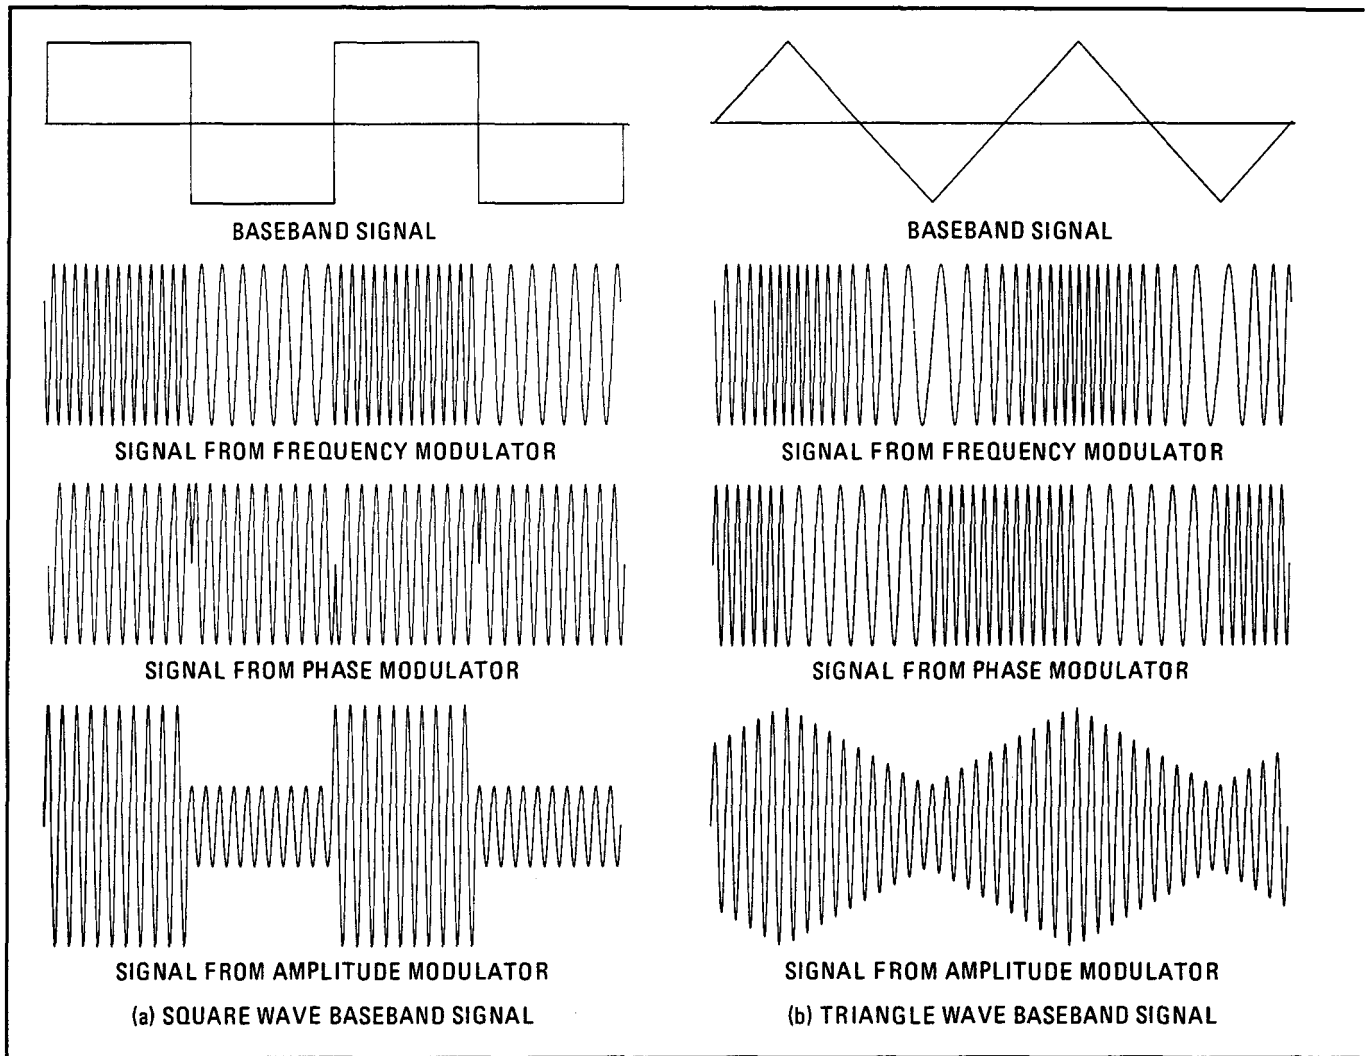 BASEBAND SIGNAL
SIGNAL FROM FREQUENCY MODULATOR
SIGNAL FROM PHASE MODULATOR
SIGNAL FROM AMPLITUDE MODULATOR
(a) SQUARE WAVE BASEBAND SIGNAL
BASEBAND SIGNAL
SIGNAL FROM FREQUENCY MODULATOR
SIGNAL FROM PHASE MODULATOR
SIGNAL FROM AMPLITUDE MODULATOR
(b) TRIANGLE WAVE BASEBAND SIGNAL